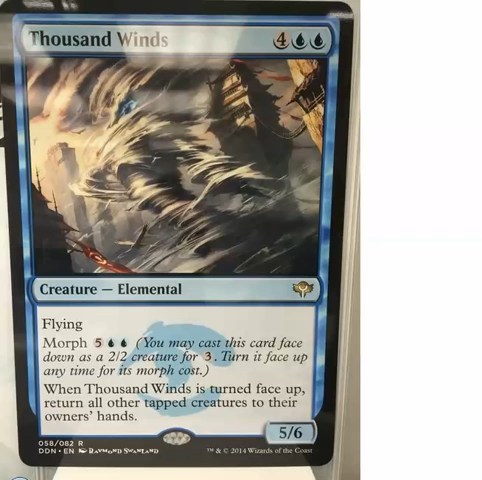 Thousand Winds 4
Creature — Elemental
Flying
Morph 5 (You may cast this card face
down as a 2/2 creature for 3. Turn it face up
any time for its morph cost.)
When Thousand Winds is turned face up,
return all other tapped creatures to their
owners' hands.
5/6
058/082 R
DDN • EN Raymond Swanland ™ & © 2014 Wizards of the Coast